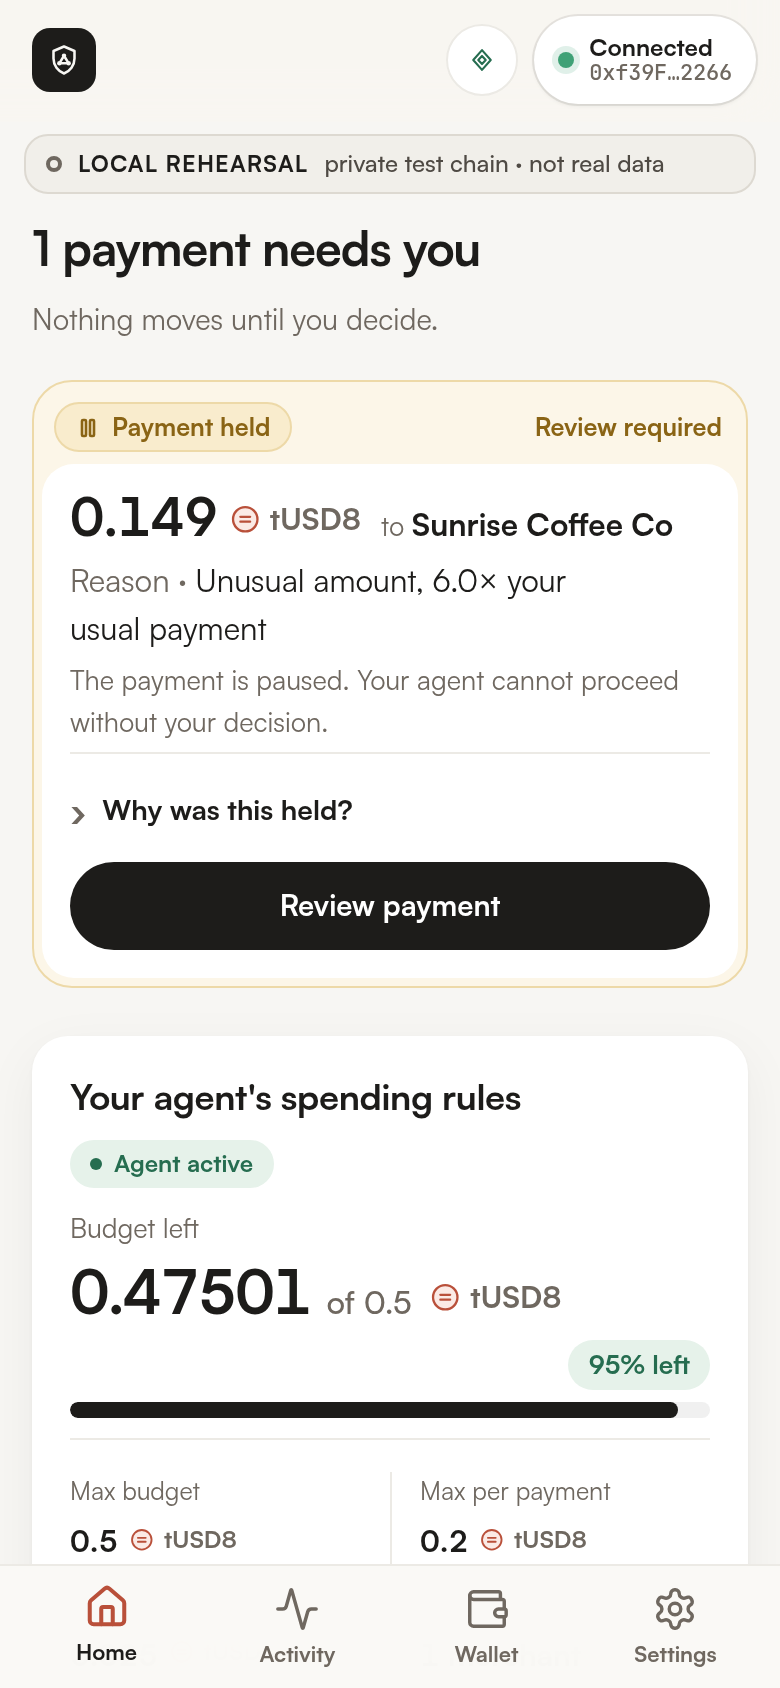 Connected
0xf39F…2266
LOCAL REHEARSAL private test chain · not real data
1 payment needs you
Nothing moves until you decide.
Payment held
Review required
0.149 tUSD8 to Sunrise Coffee Co
Reason · Unusual amount, 6.0× your
usual payment
The payment is paused. Your agent cannot proceed
without your decision.
Why was this held?
Review payment
Your agent's spending rules
Agent active
Budget left
0.47501 of 0.5 tUSD8
95% left
Max budget
0.5 tUSD8
Max per payment
0.2 tUSD8
Home
Activity
Wallet
Settings